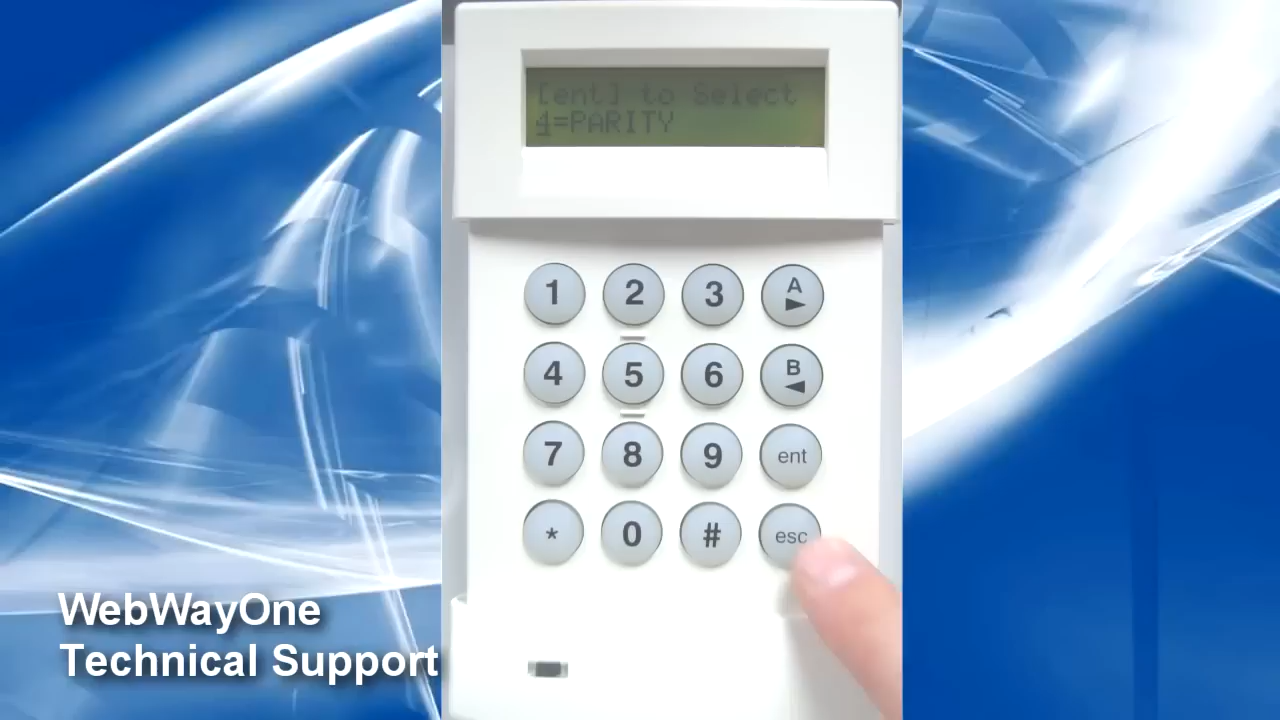 [ent] to Select
4=PARITY
1 2 3 A
4 5 6 B
7 8 9 ent
* 0 # esc
WebWayOne
Technical Support